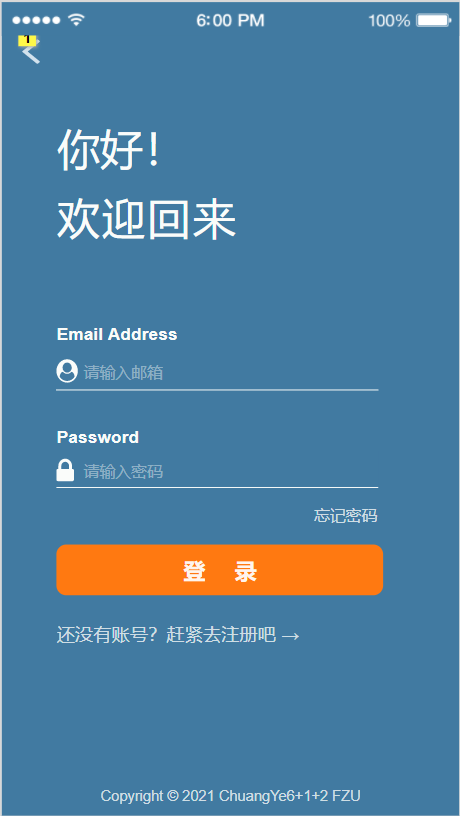 6:00 PM 100%
1
你好！
欢迎回来
Email Address
请输入邮箱
Password
请输入密码
忘记密码
登 录
还没有账号？赶紧去注册吧 →
Copyright © 2021 ChuangYe6+1+2 FZU